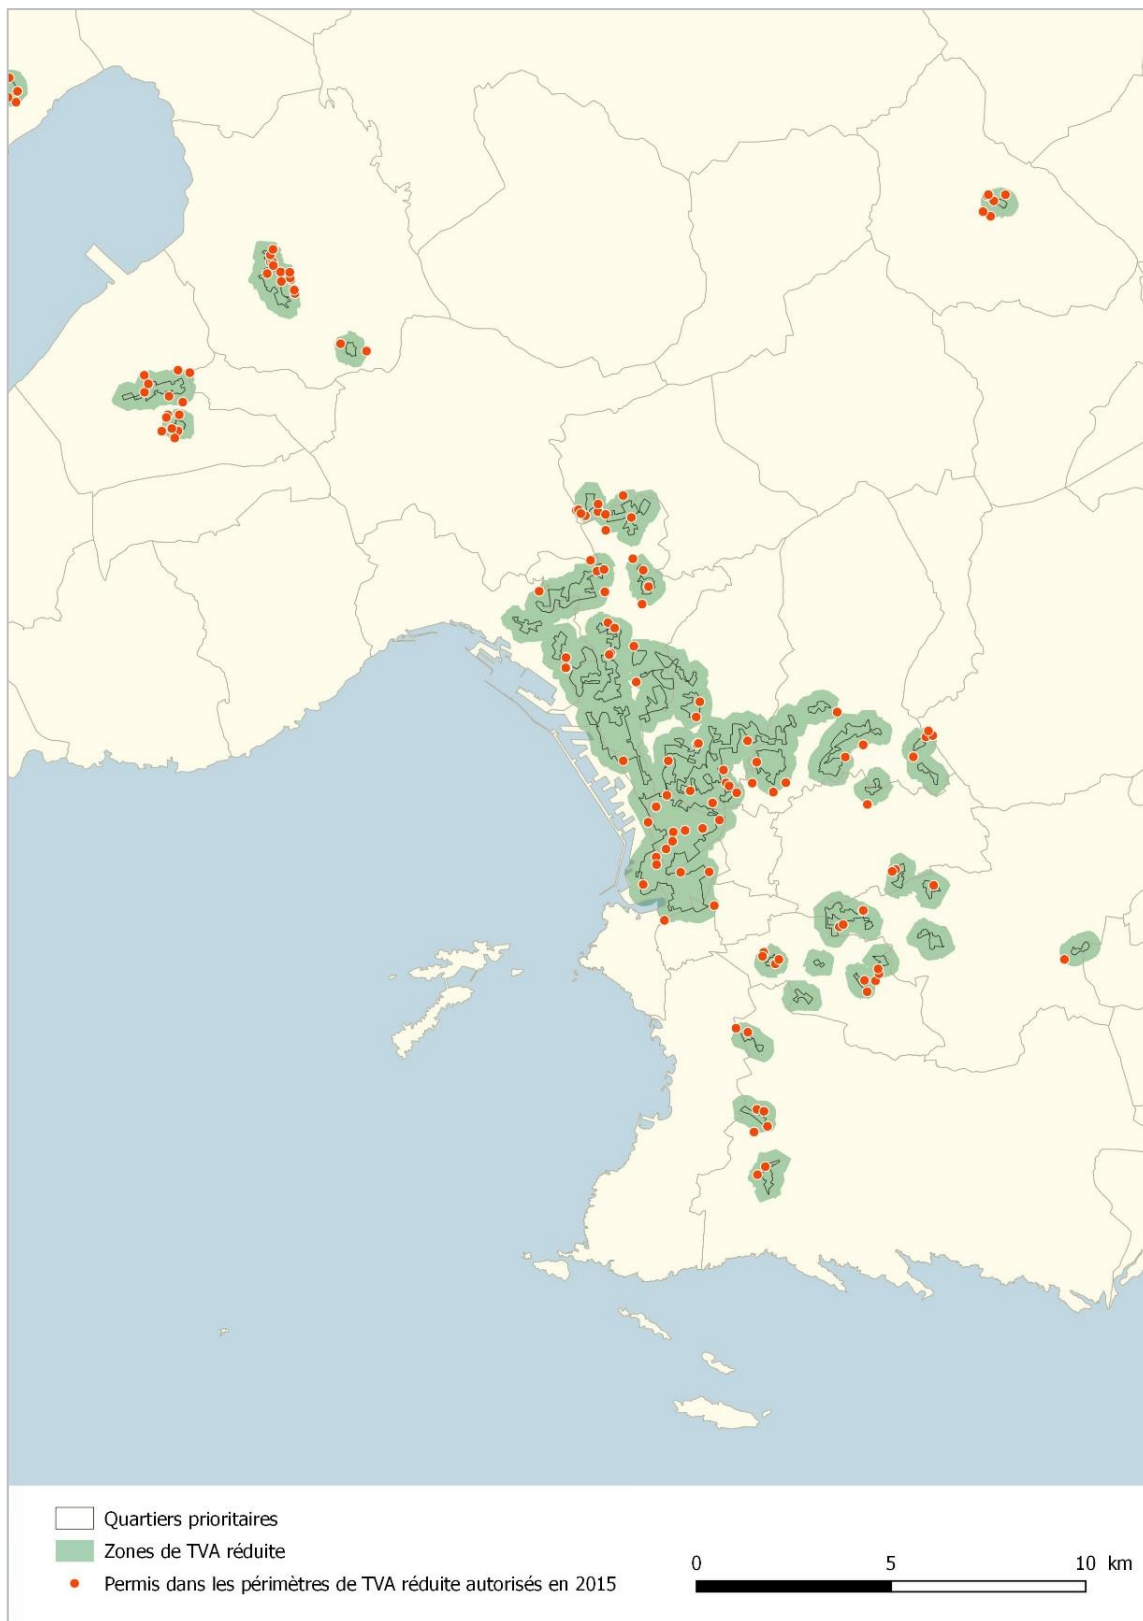 Quartiers prioritaires
Zones de TVA réduite
Permis dans les périmètres de TVA réduite autorisés en 2015
0 5 10 km